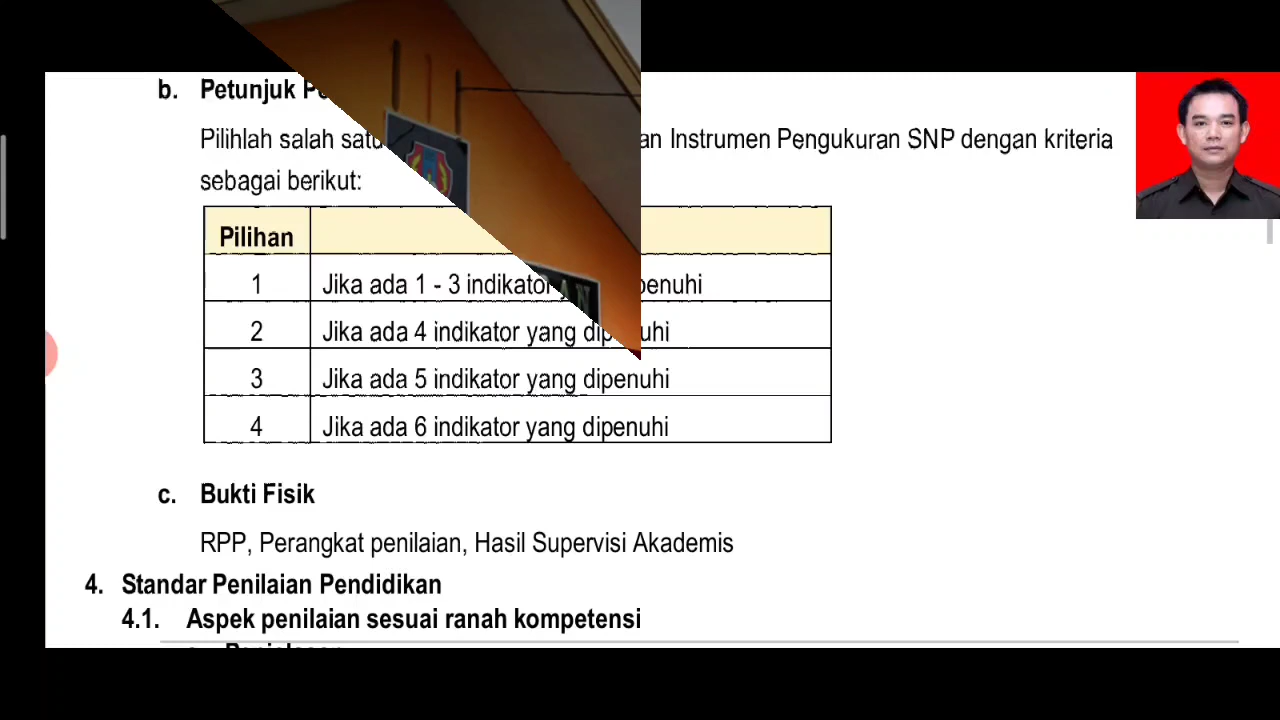 b. Petunjuk
Pilihlah salah Instrumen Pengukuran SNP dengan kriteria
sebagai berikut:
Pilihan
1 Jika ada 1 - 3 indikator
2 Jika ada 4 indikator yang dipenuhi
3 Jika ada 5 indikator yang dipenuhi
4 Jika ada 6 indikator yang dipenuhi
c. Bukti Fisik
RPP, Perangkat penilaian, Hasil Supervisi Akademis
4. Standar Penilaian Pendidikan
4.1. Aspek penilaian sesuai ranah kompetensi